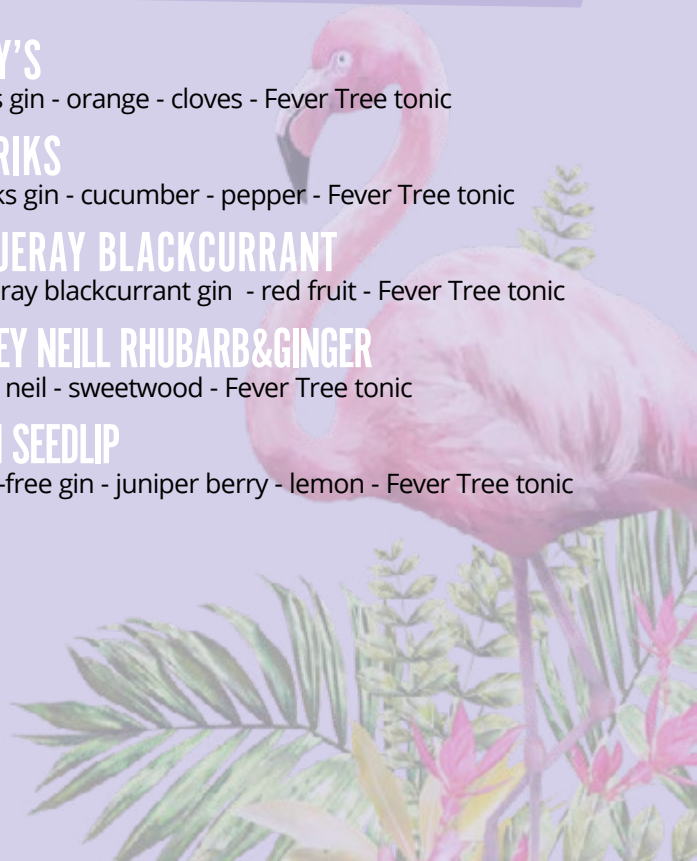 Y'S
s gin - orange - cloves - Fever Tree tonic
RIKS
ks gin - cucumber - pepper - Fever Tree tonic
UERAY BLACKCURRANT
ray blackcurrant gin - red fruit - Fever Tree tonic
EY NEILL RHUBARB&GINGER
neil - sweetwood - Fever Tree tonic
SEEDLIP
-free gin - juniper berry - lemon - Fever Tree tonic